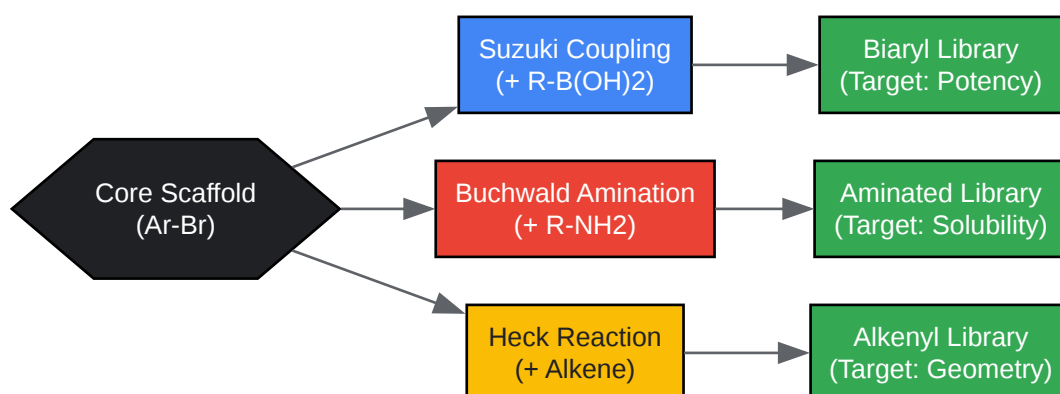 Suzuki Coupling
(+ R-B(OH)2)
Biaryl Library
(Target: Potency)
Core Scaffold
(Ar-Br)
Buchwald Amination
(+ R-NH2)
Aminated Library
(Target: Solubility)
Heck Reaction
(+ Alkene)
Alkenyl Library
(Target: Geometry)